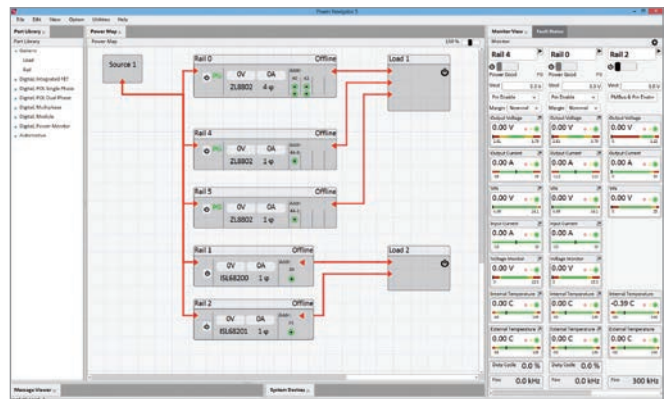 Power Navigator 5
File Edit View Option Utilities Help
Part Library
Power Map
Monitor View
Fault Status
Part Library
Power Map
Monitor
Generic
Load
Rail
Digital, Integrated FET
Digital, POL Single Phase
Digital, POL Dual Phase
Digital, Multiphase
Digital, Module
Digital, Power Monitor
Automotive
Source 1
Rail 0 Offline
PG 0V 0A
ZL8802 4 φ
Rail 4 Offline
PG 0V 0A
ZL8802 1 φ
Rail 5 Offline
PG 0V 0A
ZL8802 1 φ
Rail 1 Offline
0V 0A
ISL68200 1 φ
Rail 2 Offline
0V 0A
ISL68201 1 φ
Load 1
Load 2
Rail 4 Rail 0 Rail 2
Power Good Power Good
Pin Enable Pin Enable PMBus & Pin Enable
Margin Nominal Margin Nominal
Output Voltage Output Voltage Output Voltage
0.00 V 0.00 V 0.00 V
Output Current Output Current Output Current
0.00 A 0.00 A 0.00 A
Vin Vin Vin
0.00 V 0.00 V 0.00 V
Input Current Input Current
0.00 A 0.00 A
Voltage Monitor Voltage Monitor
0.00 V 0.00 V
Internal Temperature Internal Temperature Internal Temperature
0.00 C 0.00 C -0.39 C
External Temperature External Temperature External Temperature
0.00 C 0.00 C 0.00 C
Duty Cycle 0.0 % Duty Cycle 0.0 %
Freq 0.0 kHz Freq 0.0 kHz Freq 300 kHz
Message Viewer
System Devices